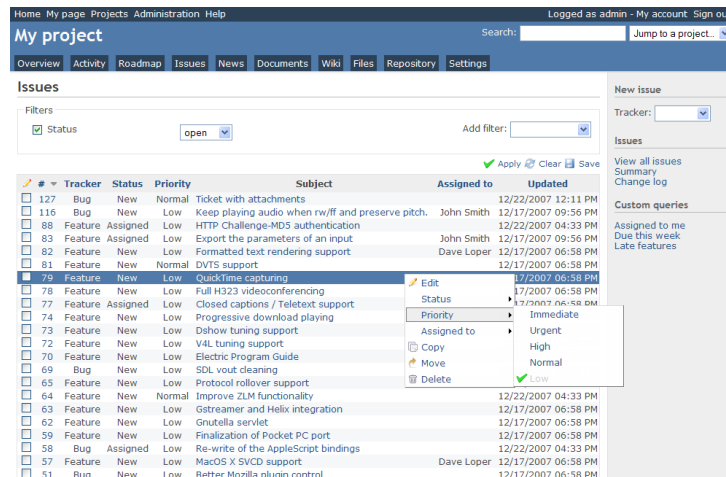 Home My page Projects Administration Help Logged as admin - My account Sign ou
My project Search: Jump to a project...
Overview Activity Roadmap Issues News Documents Wiki Files Repository Settings
Issues
Filters
Status open Add filter:
Apply Clear Save
# Tracker Status Priority Subject Assigned to Updated
127 Bug New Normal Ticket with attachments 12/22/2007 12:11 PM
116 Bug New Low Keep playing audio when rw/ff and preserve pitch. John Smith 12/17/2007 09:56 PM
88 Feature Assigned Low HTTP Challenge-MD5 authentication 12/22/2007 04:33 PM
83 Feature Assigned Low Export the parameters of an input John Smith 12/17/2007 09:56 PM
82 Feature New Low Formatted text rendering support Dave Loper 12/17/2007 06:58 PM
81 Feature New Normal DVTS support 12/17/2007 06:58 PM
79 Feature New Low QuickTime capturing 17/2007 06:58 PM
78 Feature New Low Full H323 videoconferencing 17/2007 06:58 PM
77 Feature Assigned Low Closed captions / Teletext support 17/2007 06:58 PM
74 Feature New Low Progressive download playing
73 Feature New Low Dshow tuning support
72 Feature New Low V4L tuning support
70 Feature New Low Electric Program Guide
69 Bug New Low SDL vout cleaning
65 Feature New Low Protocol rollover support
64 Feature New Normal Improve ZLM functionality 12/22/2007 04:33 PM
63 Feature New Low Gstreamer and Helix integration 12/17/2007 06:58 PM
62 Feature New Low Gnutella servlet 12/17/2007 06:58 PM
59 Feature New Low Finalization of Pocket PC port 12/17/2007 06:58 PM
58 Bug Assigned Low Re-write of the AppleScript bindings 12/22/2007 04:33 PM
57 Feature New Low MacOS X SVCD support Dave Loper 12/17/2007 06:58 PM
51 Bug New Low Better Mozilla plugin control 12/17/2007 06:58 PM
Edit
Status
Priority
Assigned to
Copy
Move
Delete
Immediate
Urgent
High
Normal
Low
New issue
Tracker:
Issues
View all issues
Summary
Change log
Custom queries
Assigned to me
Due this week
Late features